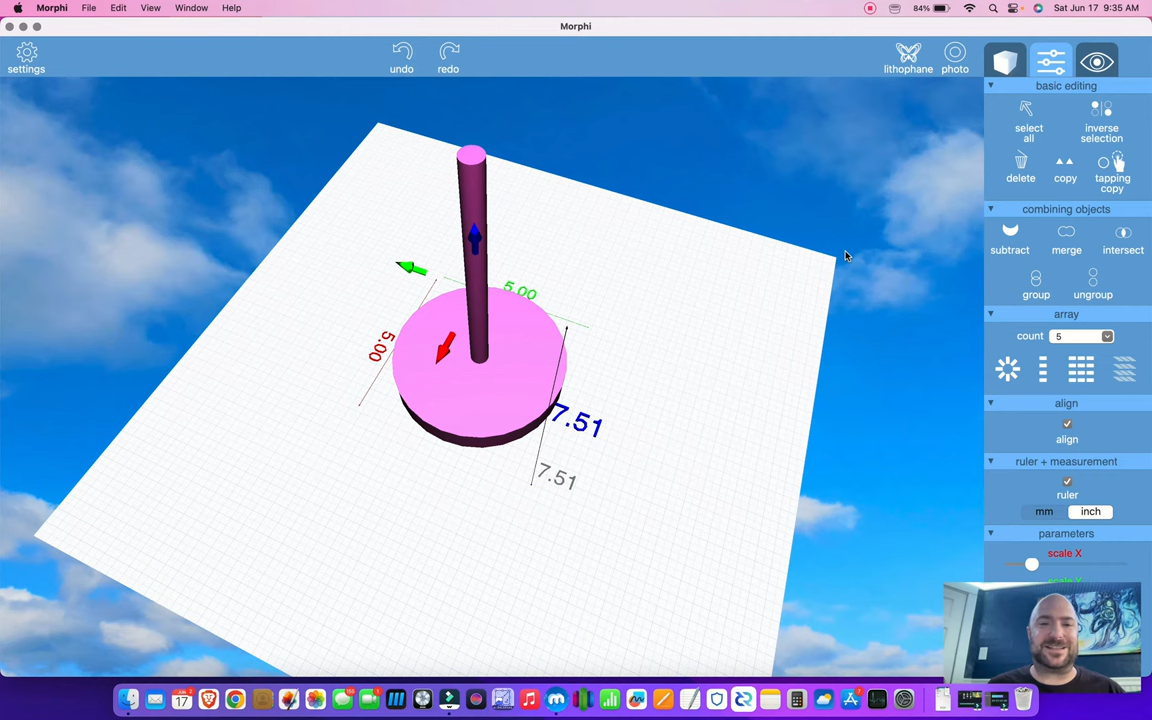 Morphi File Edit View Window Help 84% Sat Jun 17 9:35 AM
Morphi
settings undo redo lithophane photo
basic editing
select all inverse selection
delete copy tapping copy
combining objects
subtract merge intersect
group ungroup
array
count 5
align
align
ruler + measurement
ruler
mm inch
parameters
scale X
5.00
5.00
7.51
7.51